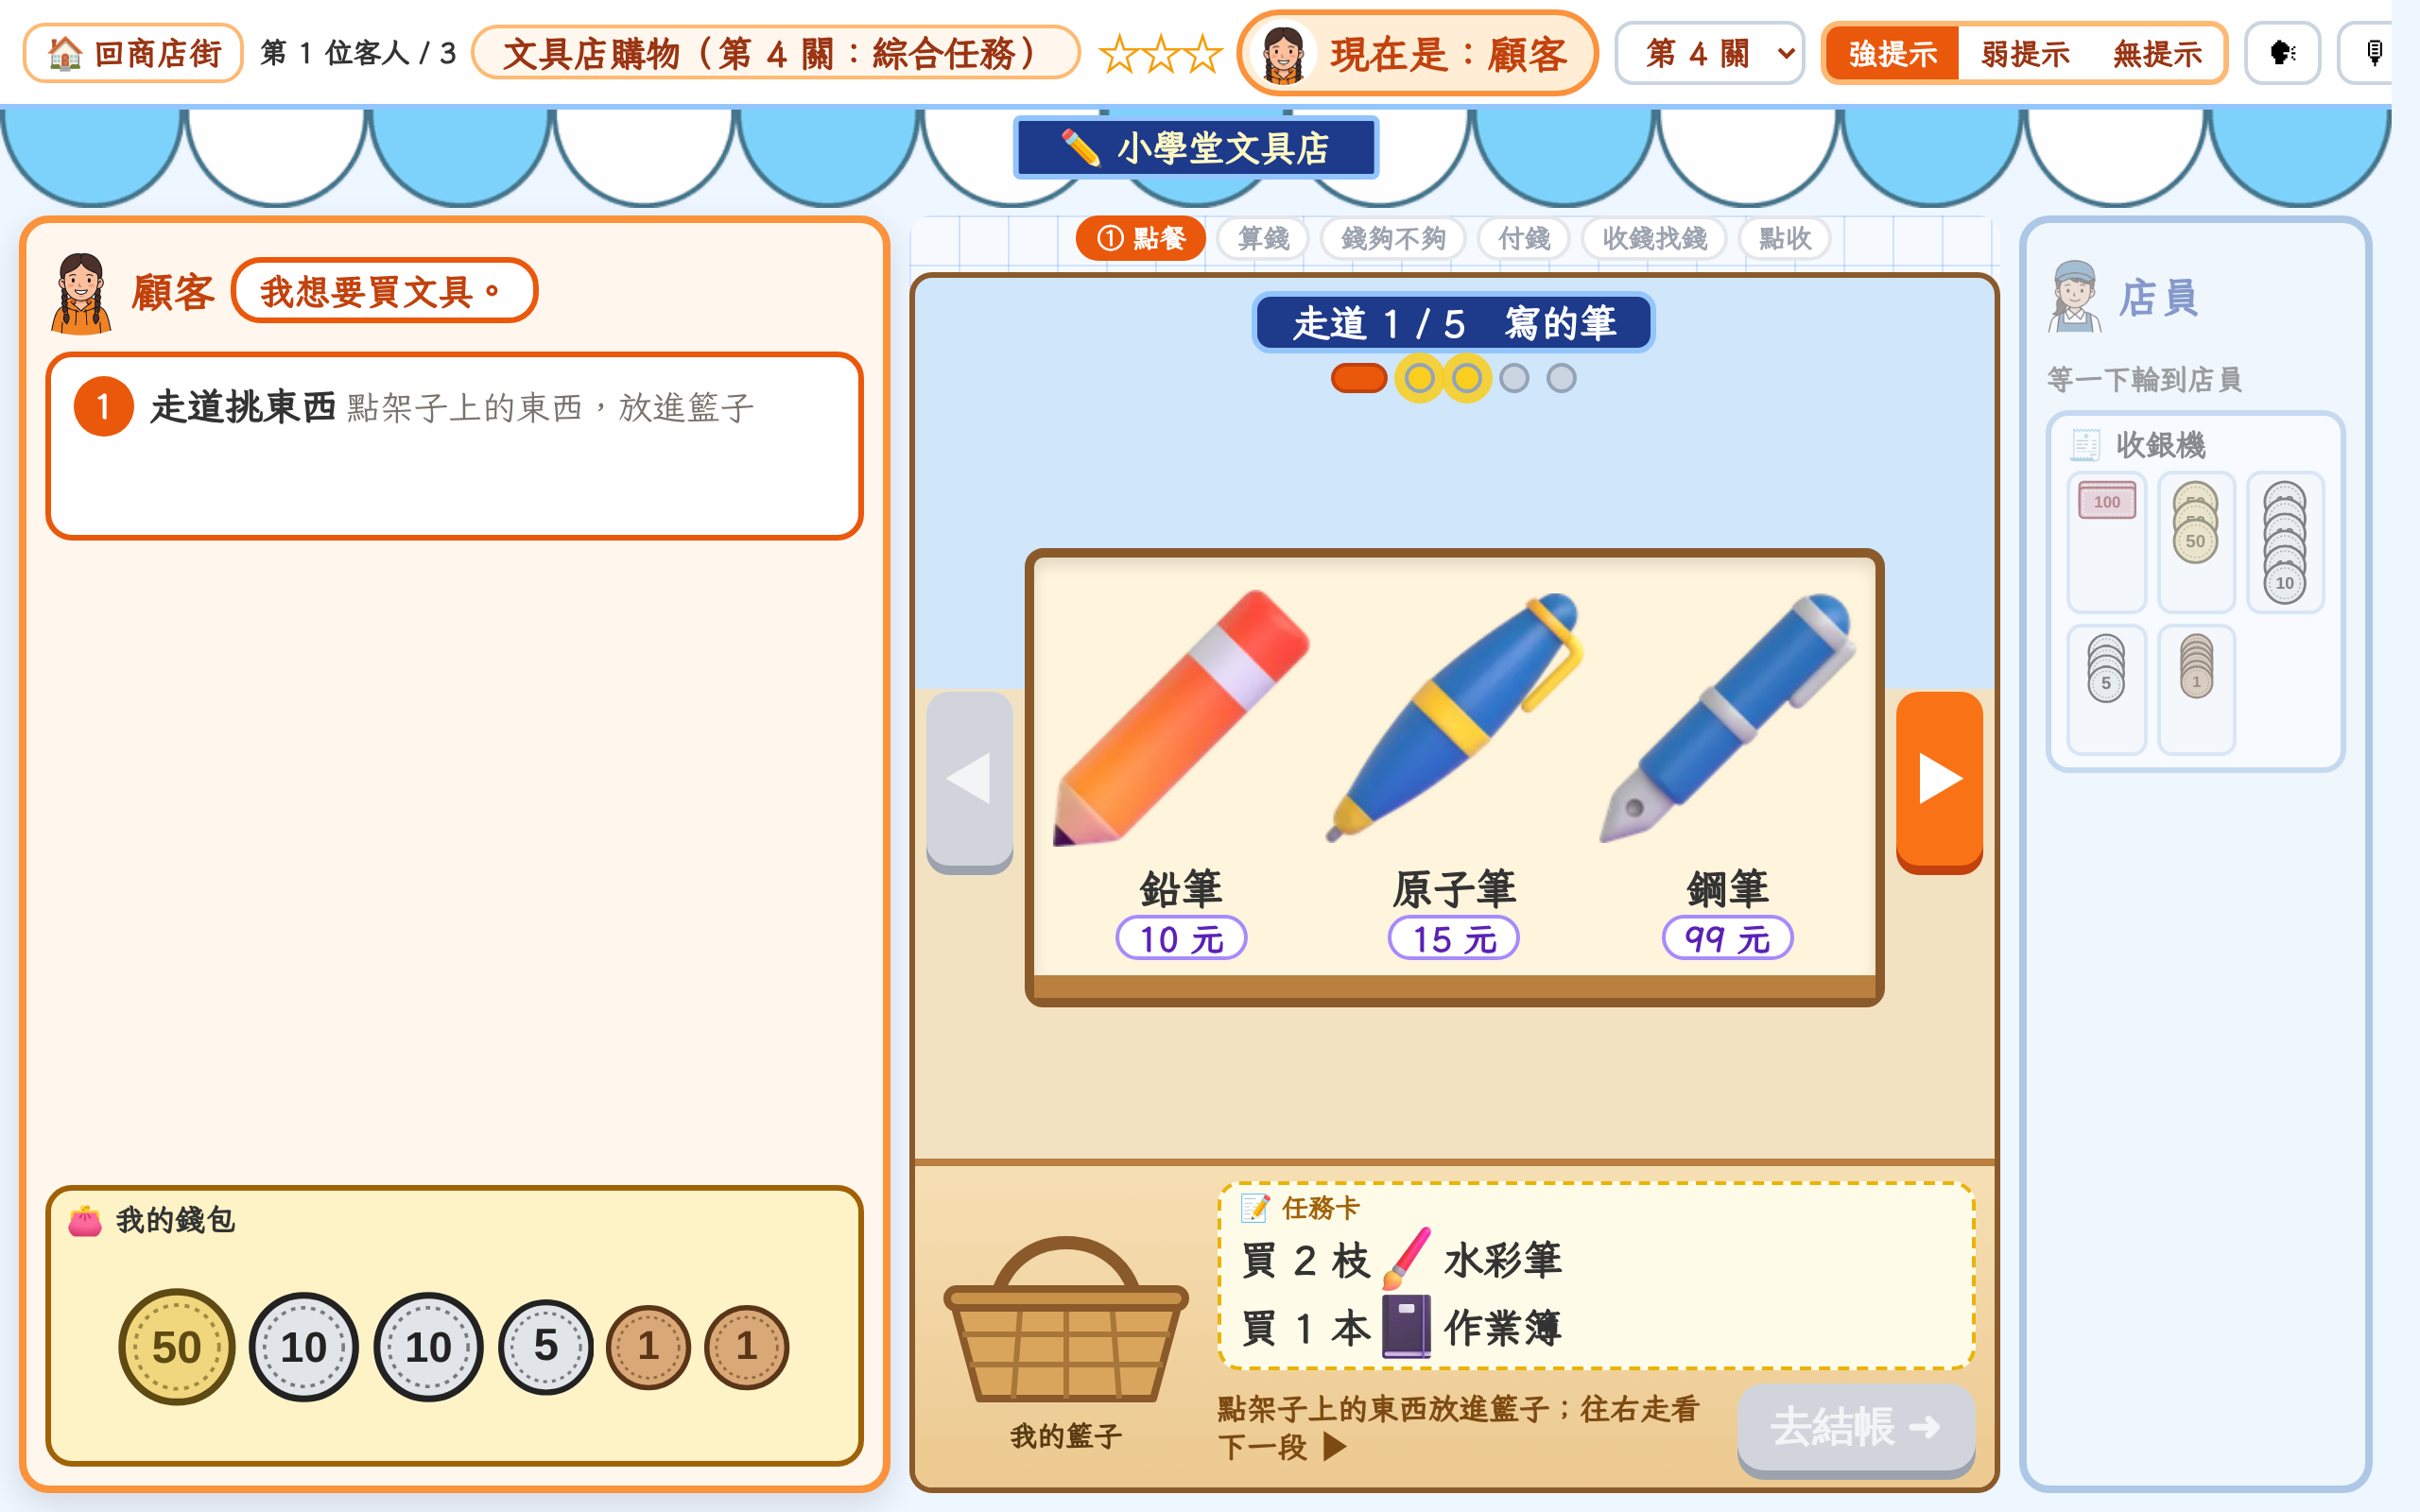 回商店街
第 1 位客人 / 3
文具店購物（第 4 關：綜合任務）
現在是：顧客
第 4 關
強提示 弱提示 無提示
小學堂文具店
顧客
我想要買文具。
1 走道挑東西 點架子上的東西，放進籃子
我的錢包
50 10 10 5 1 1
① 點餐 算錢 錢夠不夠 付錢 收錢找錢 點收
走道 1 / 5 寫的筆
鉛筆 原子筆 鋼筆
10 元 15 元 99 元
我的籃子
任務卡
買 2 枝 水彩筆
買 1 本 作業簿
點架子上的東西放進籃子；往右走看
下一段 ▶
去結帳 ➜
店員
等一下輪到店員
收銀機
100 50 10
5 1